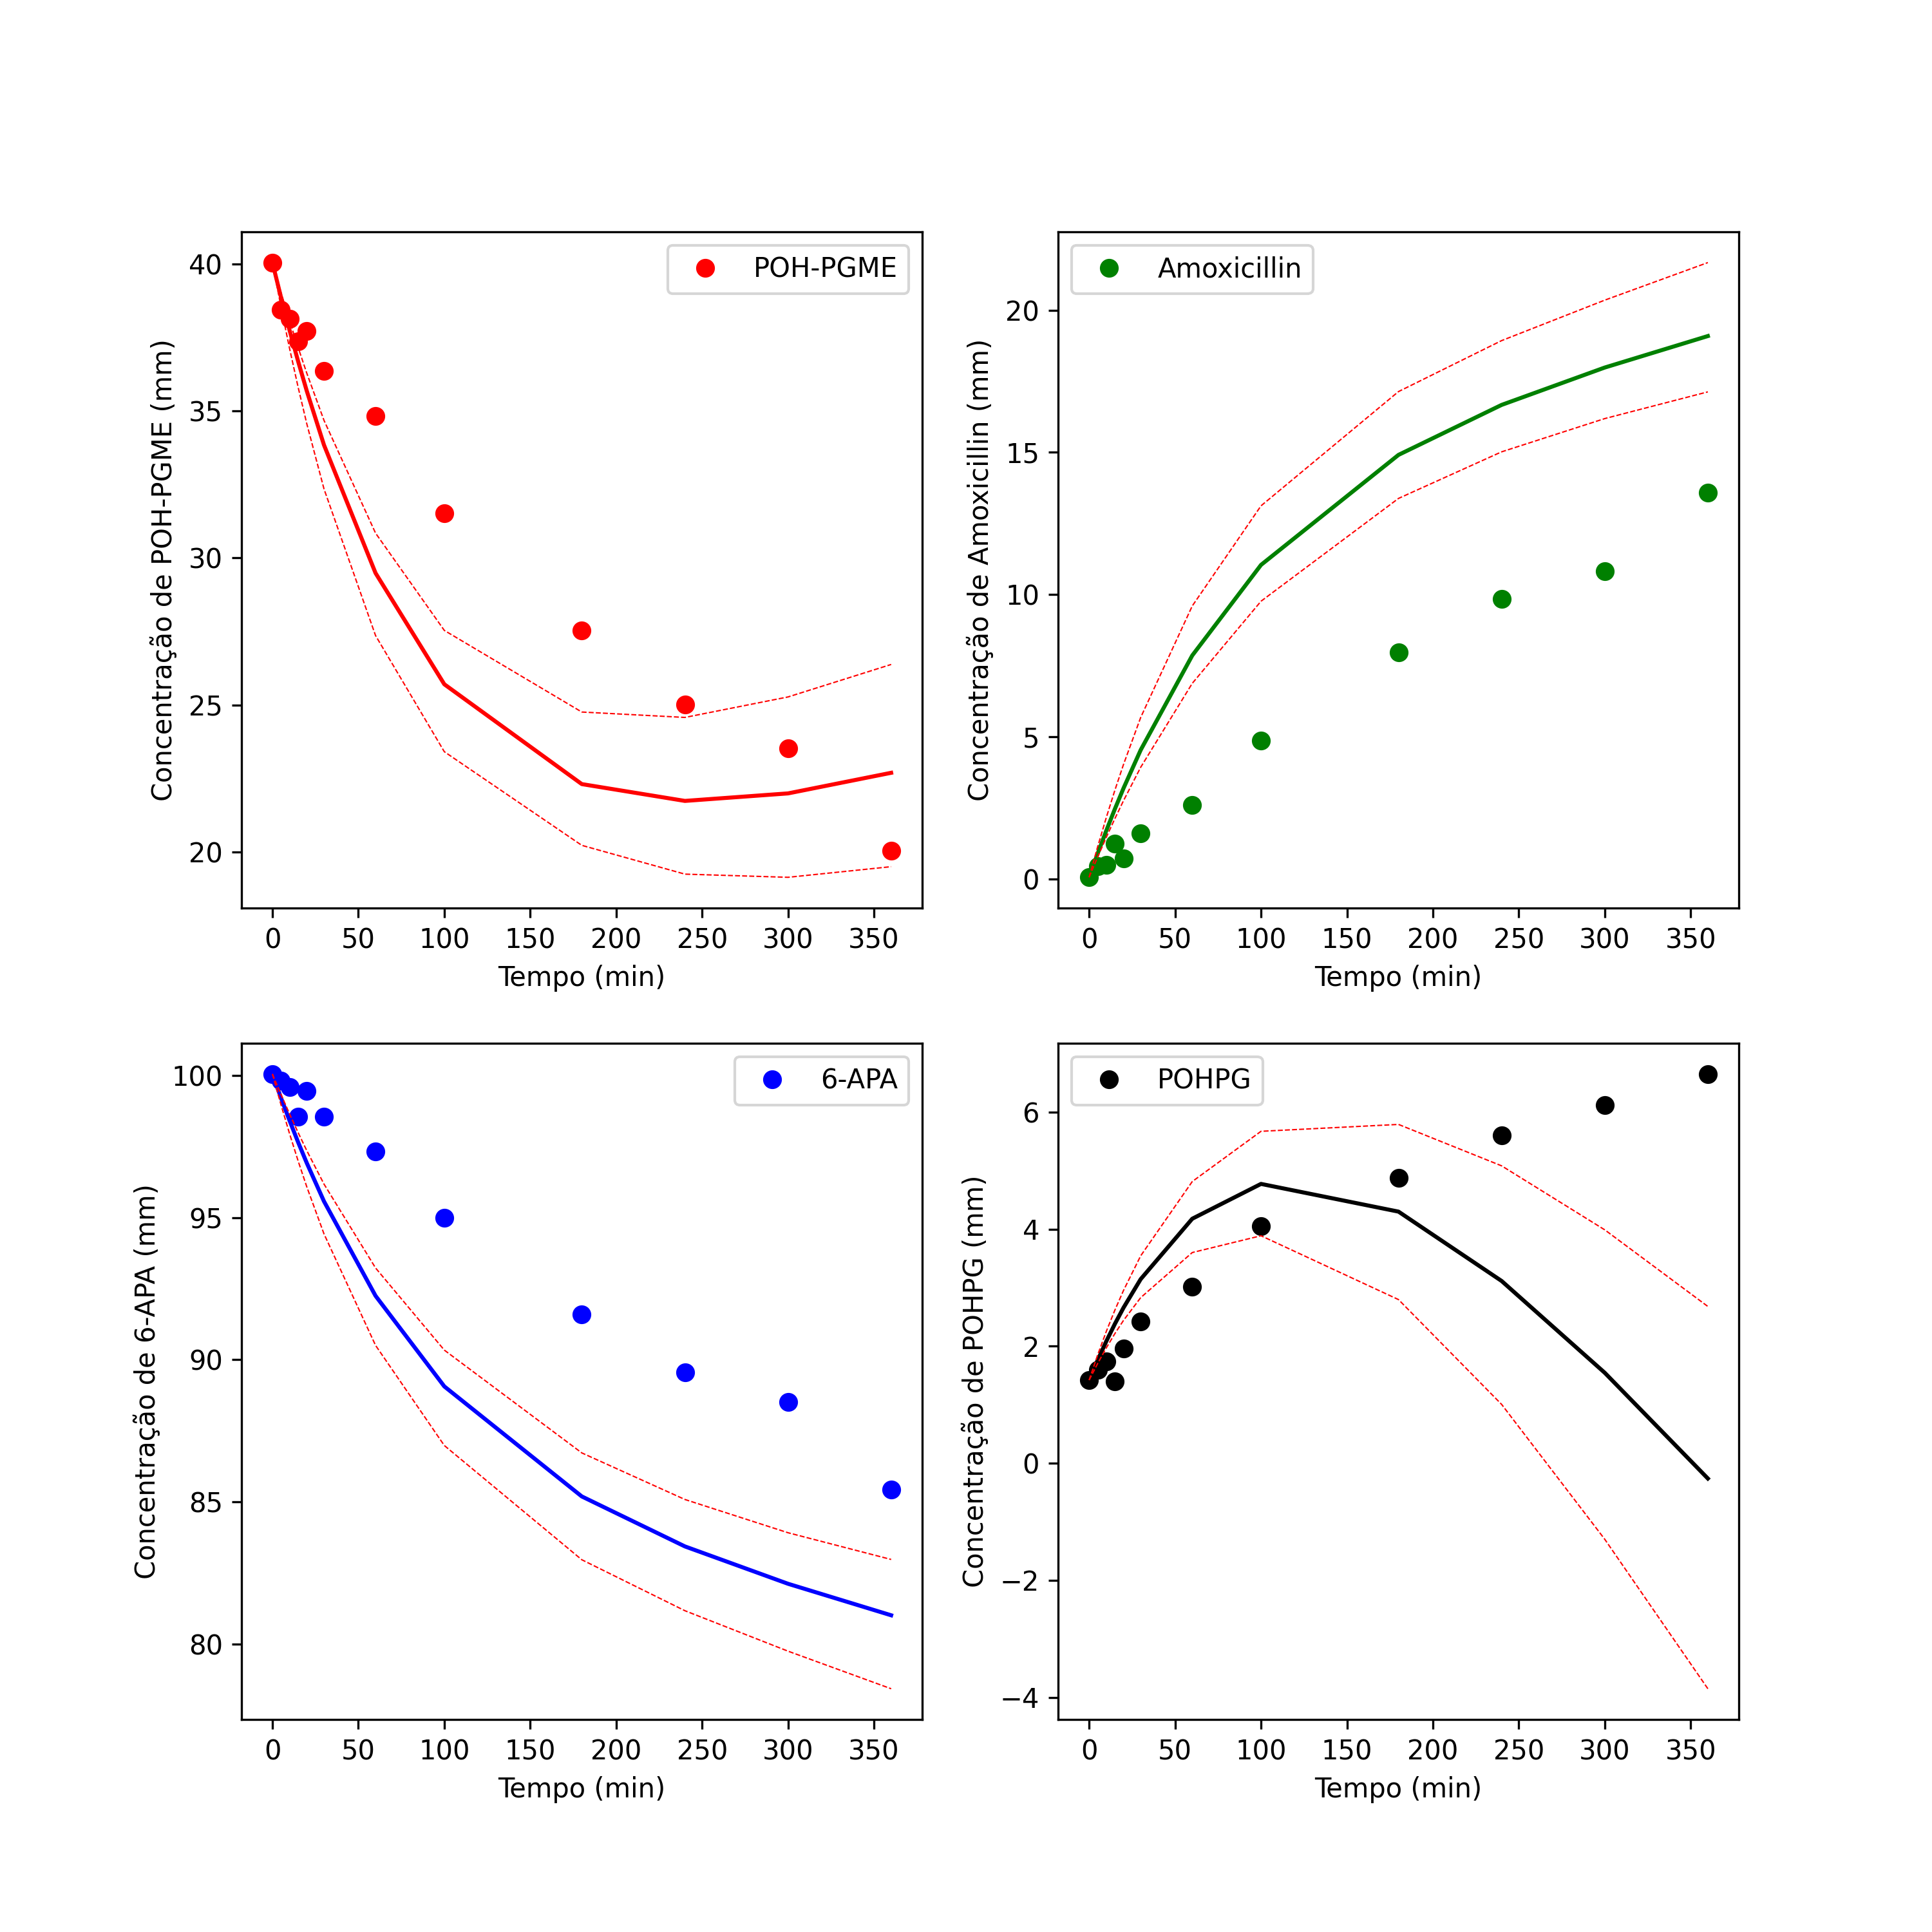 POH-PGME
Concentração de POH-PGME (mm)
40
35
30
25
20
0 50 100 150 200 250 300 350
Tempo (min)
Amoxicillin
Concentração de Amoxicillin (mm)
20
15
10
5
0
0 50 100 150 200 250 300 350
Tempo (min)
6-APA
Concentração de 6-APA (mm)
100
95
90
85
80
0 50 100 150 200 250 300 350
Tempo (min)
POHPG
Concentração de POHPG (mm)
6
4
2
0
−2
−4
0 50 100 150 200 250 300 350
Tempo (min)